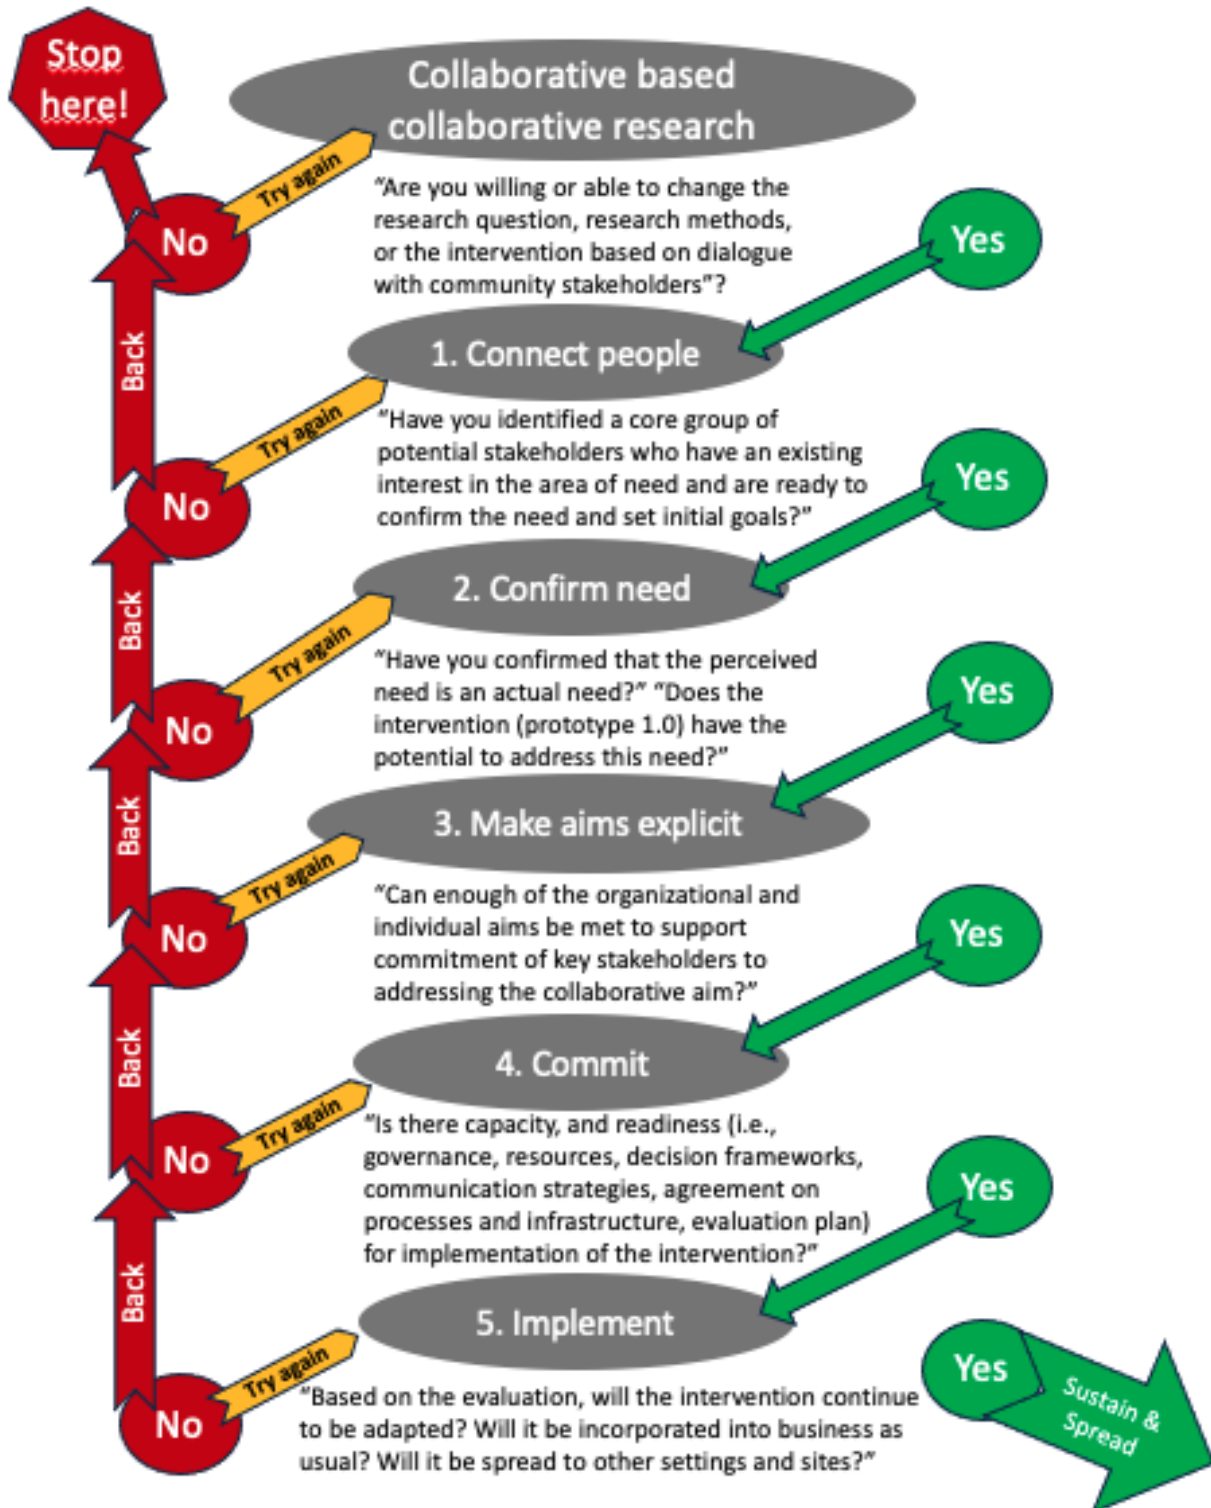 Stop
here!
Collaborative based
collaborative research
Try again
No
"Are you willing or able to change the
research question, research methods,
or the intervention based on dialogue
with community stakeholders"?
Yes
Back
1. Connect people
Try again
No
"Have you identified a core group of
potential stakeholders who have an existing
interest in the area of need and are ready to
confirm the need and set initial goals?"
Yes
Back
2. Confirm need
Try again
No
"Have you confirmed that the perceived
need is an actual need?" "Does the
intervention (prototype 1.0) have the
potential to address this need?"
Yes
Back
3. Make aims explicit
Try again
No
"Can enough of the organizational and
individual aims be met to support
commitment of key stakeholders to
addressing the collaborative aim?"
Yes
Back
4. Commit
Try again
No
"Is there capacity, and readiness (i.e.,
governance, resources, decision frameworks,
communication strategies, agreement on
processes and infrastructure, evaluation plan)
for implementation of the intervention?"
Yes
Back
5. Implement
Try again
No
"Based on the evaluation, will the intervention continue
to be adapted? Will it be incorporated into business as
usual? Will it be spread to other settings and sites?"
Yes
Sustain &
Spread